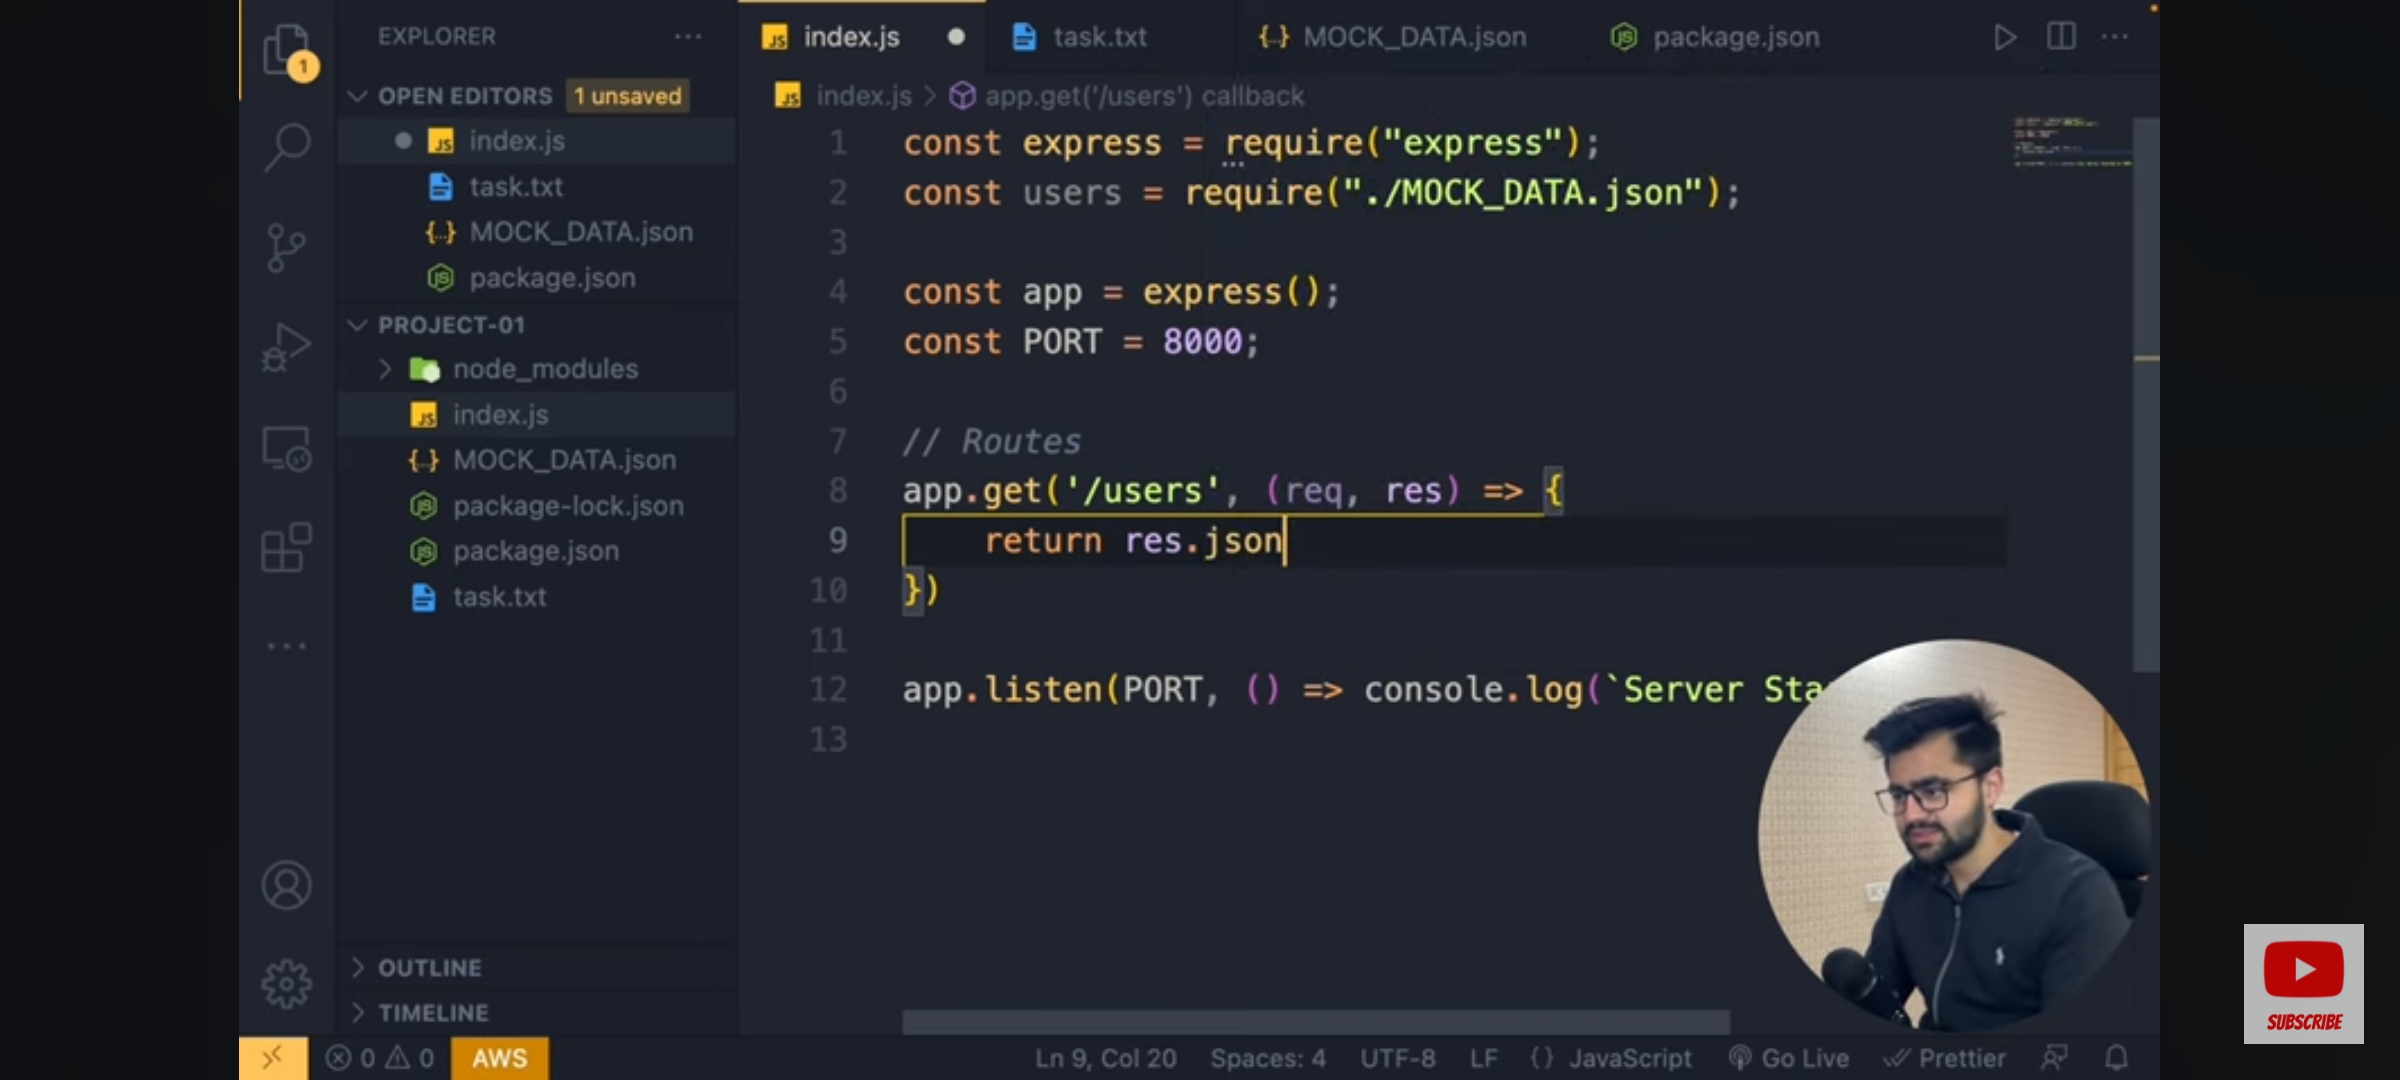 EXPLORER
OPEN EDITORS 1 unsaved
index.js
task.txt
MOCK_DATA.json
package.json
PROJECT-01
node_modules
index.js
MOCK_DATA.json
package-lock.json
package.json
task.txt
OUTLINE
TIMELINE
index.js task.txt MOCK_DATA.json package.json
index.js > app.get('/users') callback
1 const express = require("express");
2 const users = require("./MOCK_DATA.json");
3
4 const app = express();
5 const PORT = 8000;
6
7 // Routes
8 app.get('/users', (req, res) => {
9 return res.json
10 })
11
12 app.listen(PORT, () => console.log(`Server Sta
13
0 0 AWS Ln 9, Col 20 Spaces: 4 UTF-8 LF {} JavaScript Go Live Prettier
1
SUBSCRIBE